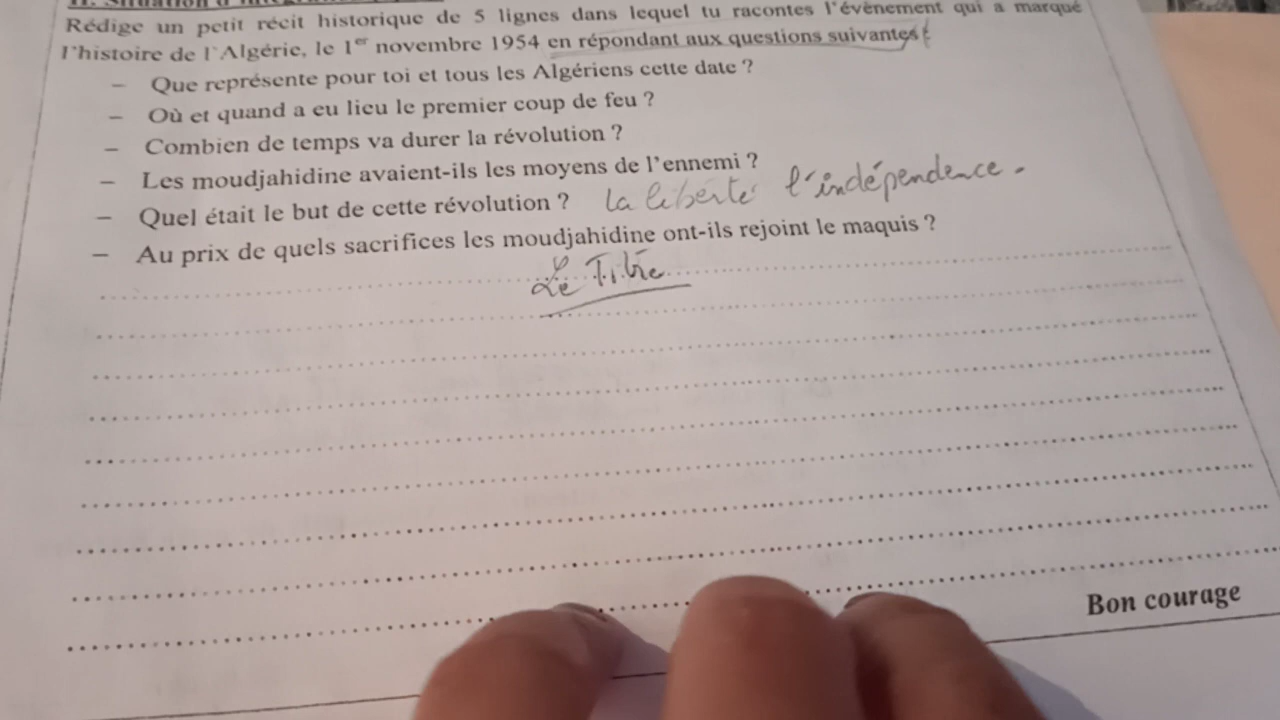 II. Situation d'intégration
Rédige un petit récit historique de 5 lignes dans lequel tu racontes l'évènement qui a marqué
l'histoire de l'Algérie, le 1er novembre 1954 en répondant aux questions suivantes :
– Que représente pour toi et tous les Algériens cette date ?
– Où et quand a eu lieu le premier coup de feu ?
– Combien de temps va durer la révolution ?
– Les moudjahidine avaient-ils les moyens de l'ennemi ?
– Quel était le but de cette révolution ? la liberté l'indépendance.
– Au prix de quels sacrifices les moudjahidine ont-ils rejoint le maquis ?
Le Titre
Bon courage